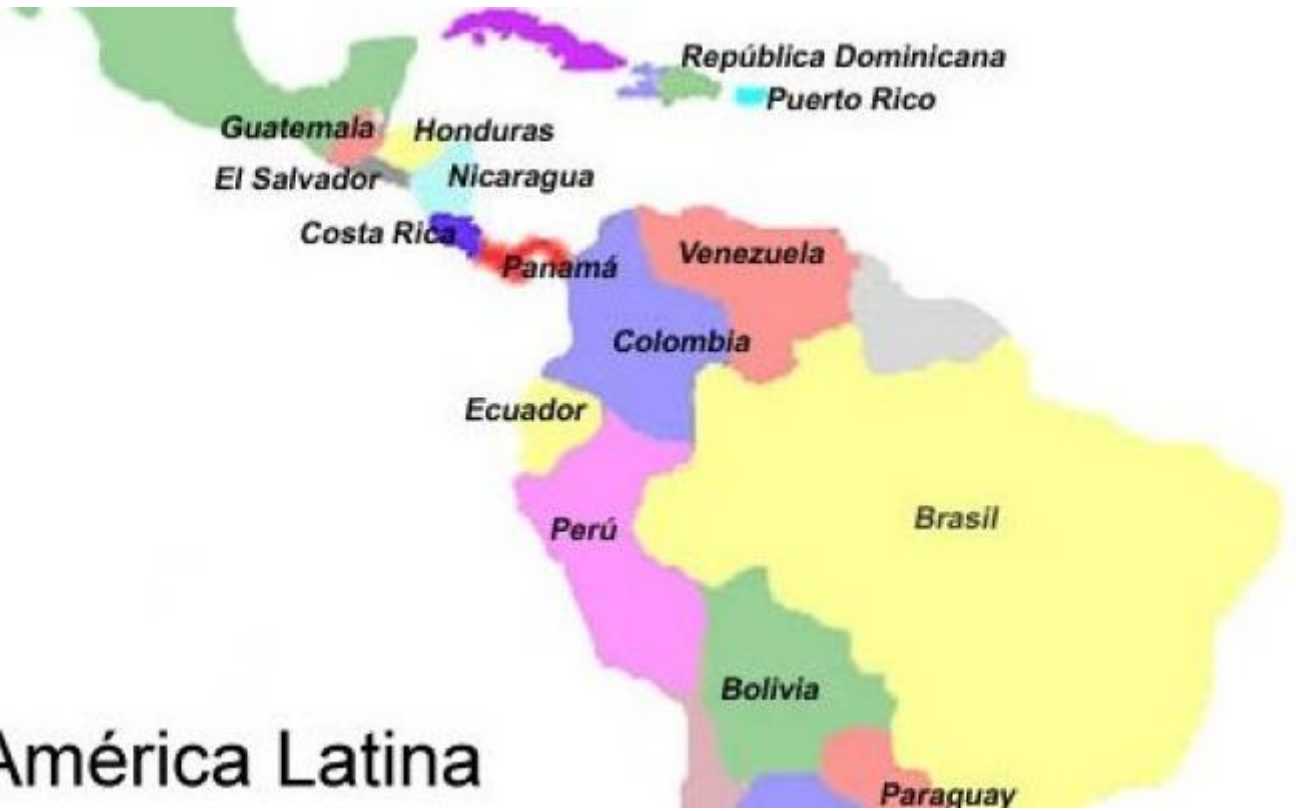 República Dominicana
Puerto Rico
Guatemala
Honduras
El Salvador
Nicaragua
Costa Rica
Panamá
Venezuela
Colombia
Ecuador
Perú
Brasil
Bolivia
América Latina
Paraguay